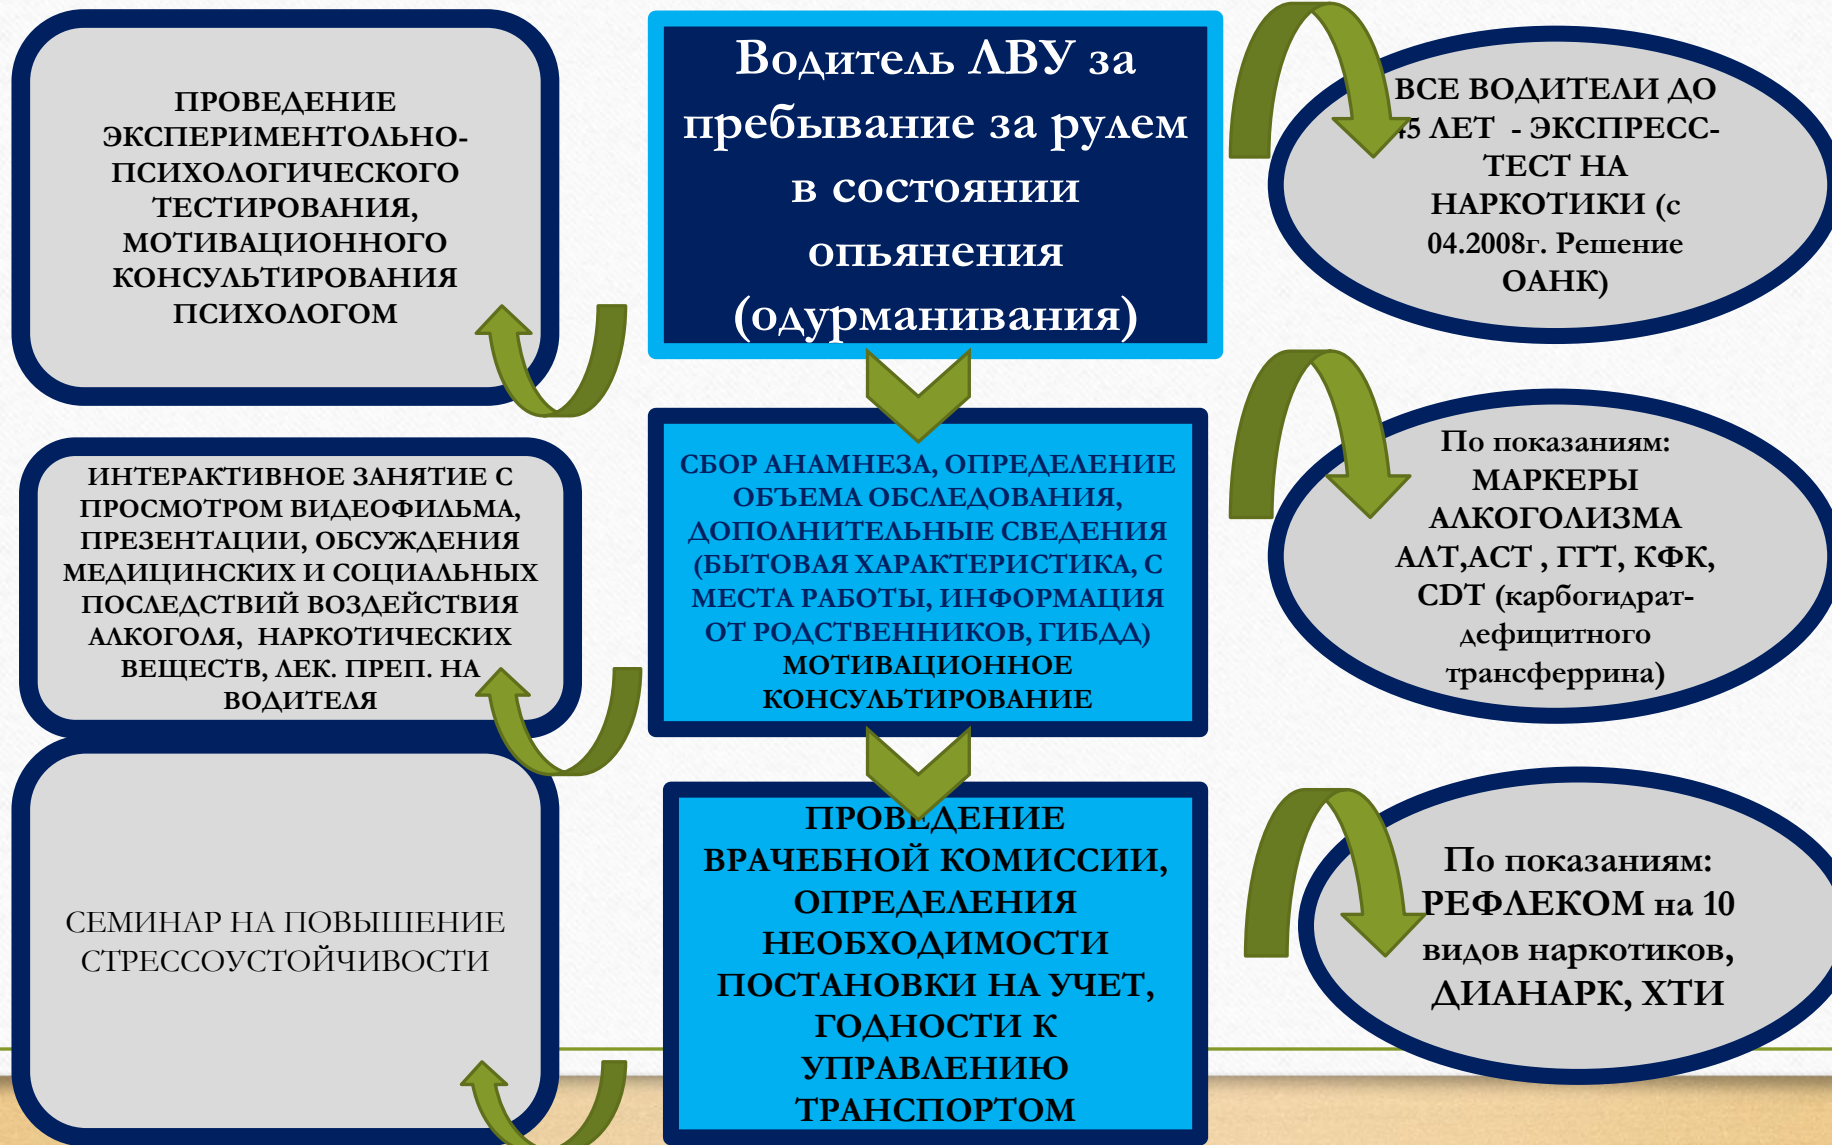 ПРОВЕДЕНИЕ
ЭКСПЕРИМЕНТОЛЬНО-
ПСИХОЛОГИЧЕСКОГО
ТЕСТИРОВАНИЯ,
МОТИВАЦИОННОГО
КОНСУЛЬТИРОВАНИЯ
ПСИХОЛОГОМ
Водитель ЛВУ за
пребывание за рулем
в состоянии
опьянения
(одурманивания)
ВСЕ ВОДИТЕЛИ ДО
45 ЛЕТ - ЭКСПРЕСС-
ТЕСТ НА
НАРКОТИКИ (с
04.2008г. Решение
ОАНК)
ИНТЕРАКТИВНОЕ ЗАНЯТИЕ С
ПРОСМОТРОМ ВИДЕОФИЛЬМА,
ПРЕЗЕНТАЦИИ, ОБСУЖДЕНИЯ
МЕДИЦИНСКИХ И СОЦИАЛЬНЫХ
ПОСЛЕДСТВИЙ ВОЗДЕЙСТВИЯ
АЛКОГОЛЯ, НАРКОТИЧЕСКИХ
ВЕЩЕСТВ, ЛЕК. ПРЕП. НА
ВОДИТЕЛЯ
СБОР АНАМНЕЗА, ОПРЕДЕЛЕНИЕ
ОБЪЕМА ОБСЛЕДОВАНИЯ,
ДОПОЛНИТЕЛЬНЫЕ СВЕДЕНИЯ
(БЫТОВАЯ ХАРАКТЕРИСТИКА, С
МЕСТА РАБОТЫ, ИНФОРМАЦИЯ
ОТ РОДСТВЕННИКОВ, ГИБДД)
МОТИВАЦИОННОЕ
КОНСУЛЬТИРОВАНИЕ
По показаниям:
МАРКЕРЫ
АЛКОГОЛИЗМА
АЛТ,АСТ , ГГТ, КФК,
CDT (карбогидрат-
дефицитного
трансферрина)
СЕМИНАР НА ПОВЫШЕНИЕ
СТРЕССОУСТОЙЧИВОСТИ
ПРОВЕДЕНИЕ
ВРАЧЕБНОЙ КОМИССИИ,
ОПРЕДЕЛЕНИЯ
НЕОБХОДИМОСТИ
ПОСТАНОВКИ НА УЧЕТ,
ГОДНОСТИ К
УПРАВЛЕНИЮ
ТРАНСПОРТОМ
По показаниям:
РЕФЛЕКОМ на 10
видов наркотиков,
ДИАНАРК, ХТИ